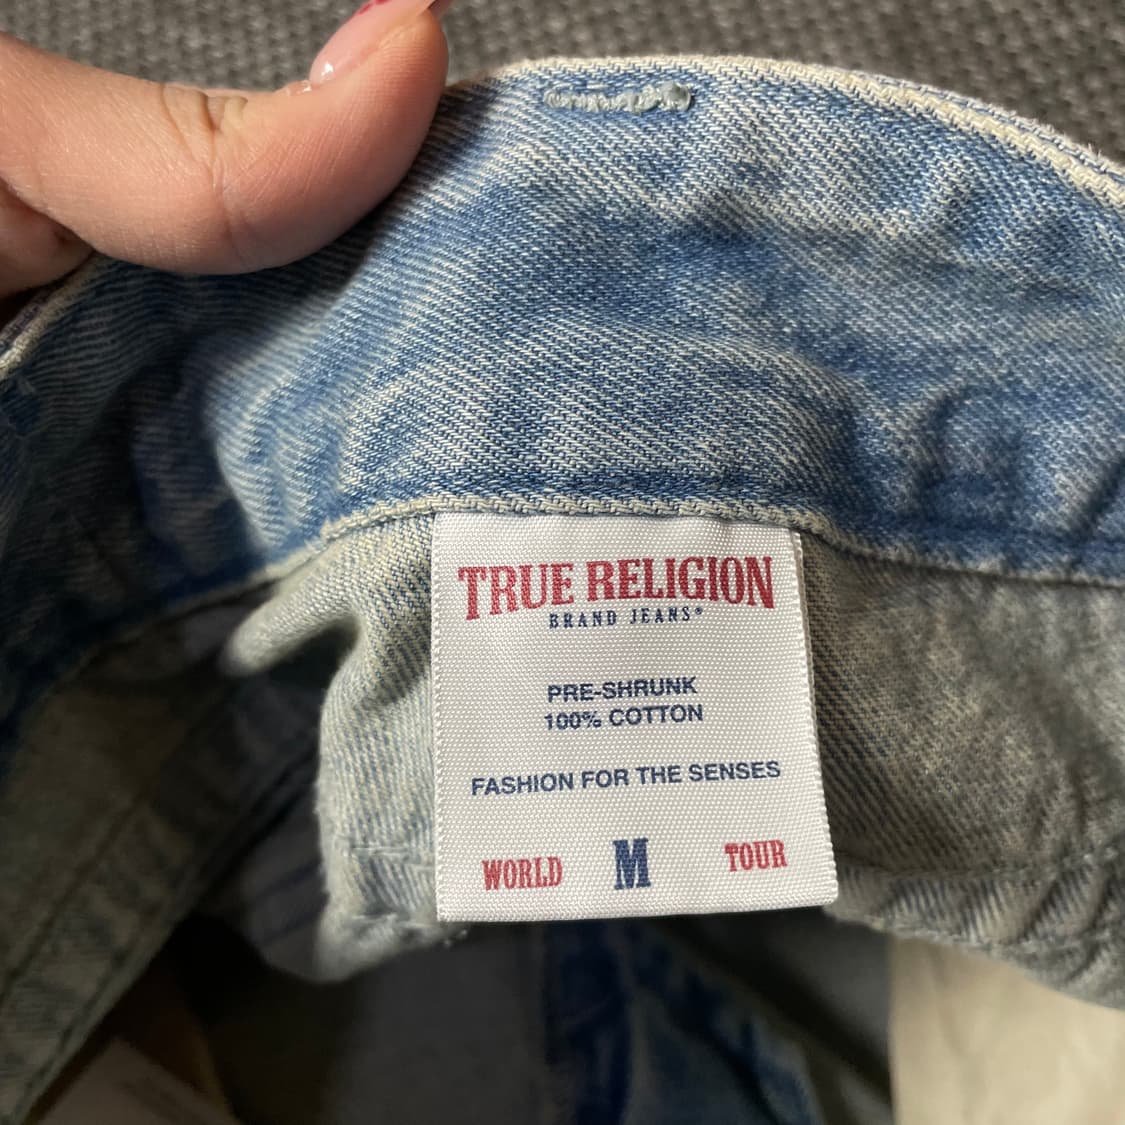 TRUE RELIGION
BRAND JEANS®
PRE-SHRUNK
100% COTTON
FASHION FOR THE SENSES
WORLD M TOUR